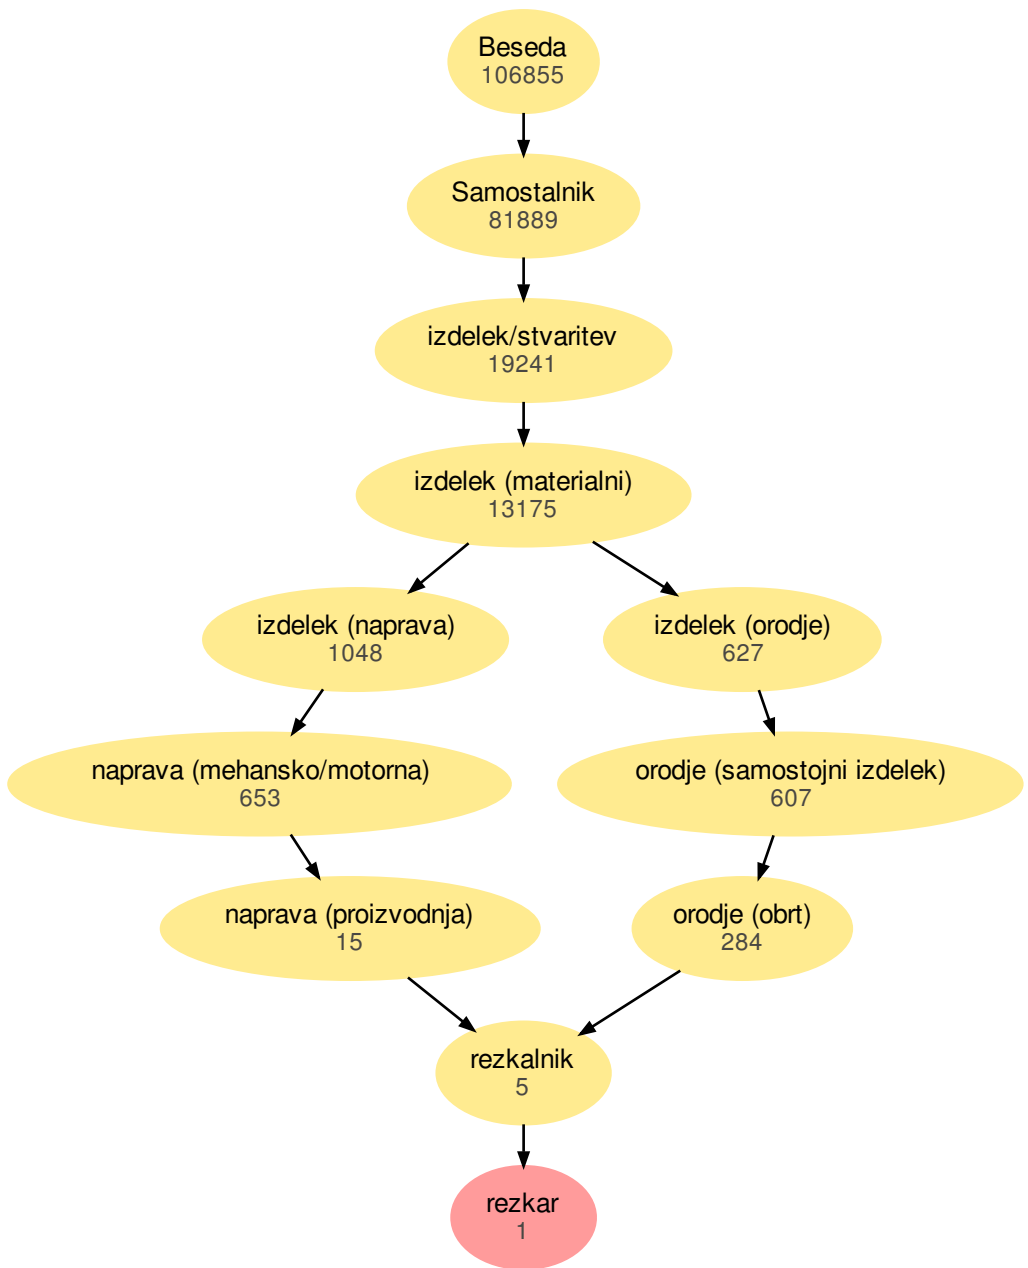 Beseda
106855
Samostalnik
81889
izdelek/stvaritev
19241
izdelek (materialni)
13175
izdelek (naprava)
1048
izdelek (orodje)
627
naprava (mehansko/motorna)
653
orodje (samostojni izdelek)
607
naprava (proizvodnja)
15
orodje (obrt)
284
rezkalnik
5
rezkar
1